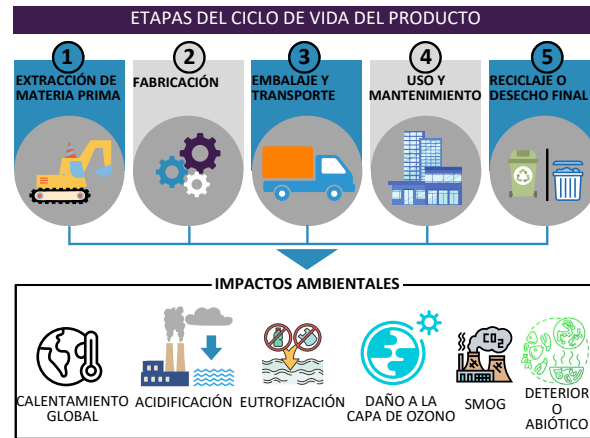 ETAPAS DEL CICLO DE VIDA DEL PRODUCTO
1
EXTRACCIÓN DE
MATERIA PRIMA
2
FABRICACIÓN
3
EMBALAJE Y
TRANSPORTE
4
USO Y
MANTENIMIENTO
5
RECICLAJE O
DESECHO FINAL
IMPACTOS AMBIENTALES
CALENTAMIENTO
GLOBAL
ACIDIFICACIÓN
EUTROFIZACIÓN
DAÑO A LA
CAPA DE OZONO
CO2
SMOG
DETERIOR
O
ABIÓTICO